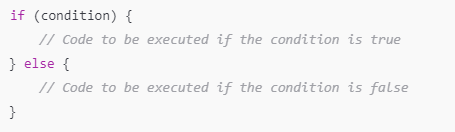 if (condition) {
    // Code to be executed if the condition is true
} else {
    // Code to be executed if the condition is false
}